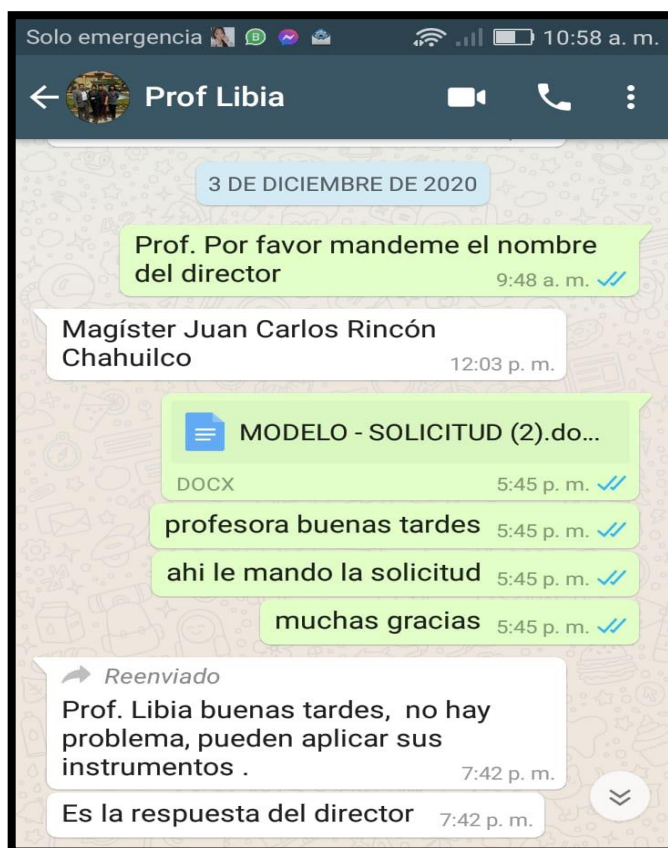 Solo emergencia 10:58 a. m.
Prof Libia
3 DE DICIEMBRE DE 2020
Prof. Por favor mandeme el nombre
del director 9:48 a. m.
Magíster Juan Carlos Rincón
Chahuilco 12:03 p. m.
MODELO - SOLICITUD (2).do...
DOCX 5:45 p. m.
profesora buenas tardes 5:45 p. m.
ahi le mando la solicitud 5:45 p. m.
muchas gracias 5:45 p. m.
Reenviado
Prof. Libia buenas tardes, no hay
problema, pueden aplicar sus
instrumentos . 7:42 p. m.
Es la respuesta del director 7:42 p. m.